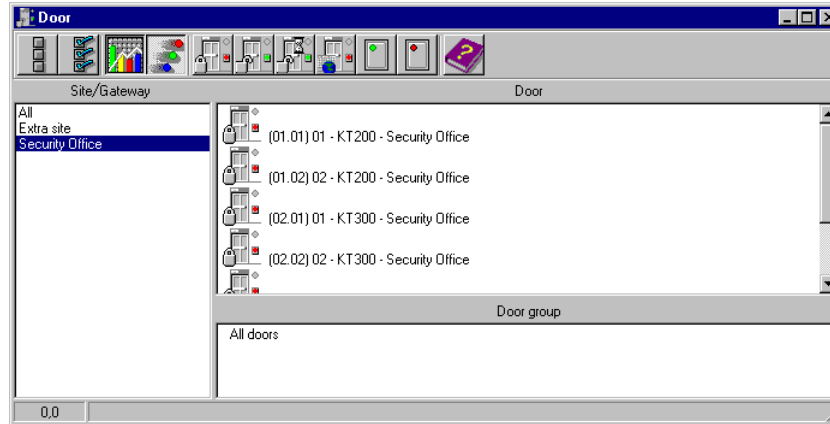 Door
Site/Gateway
Door
All
Extra site
Security Office
(01.01) 01 - KT200 - Security Office
(01.02) 02 - KT200 - Security Office
(02.01) 01 - KT300 - Security Office
(02.02) 02 - KT300 - Security Office
Door group
All doors
0,0